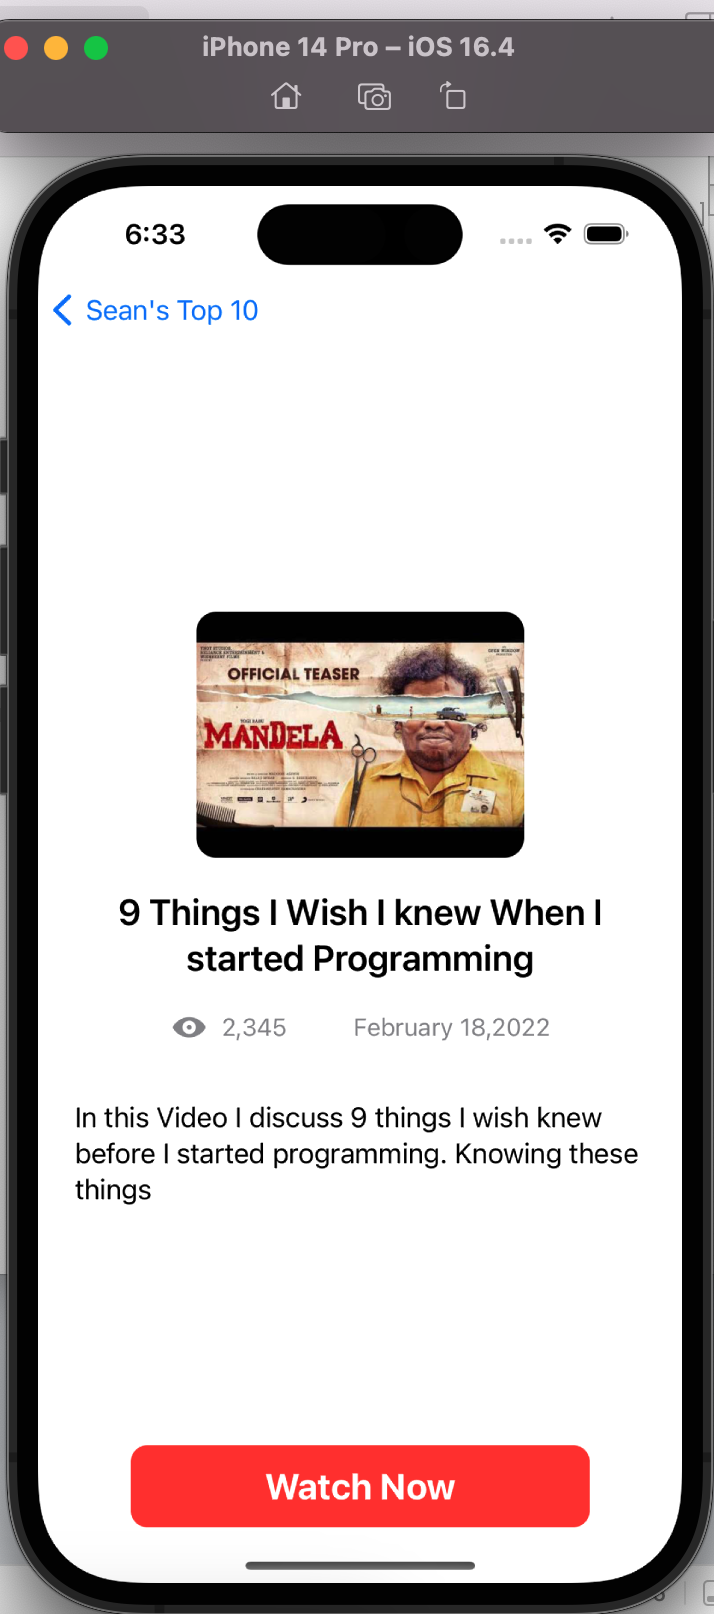 iPhone 14 Pro – iOS 16.4
6:33
Sean's Top 10
OFFICIAL TEASER
YOGI BABU
MANDELA
9 Things I Wish I knew When I
started Programming
2,345 February 18,2022
In this Video I discuss 9 things I wish knew
before I started programming. Knowing these
things
Watch Now